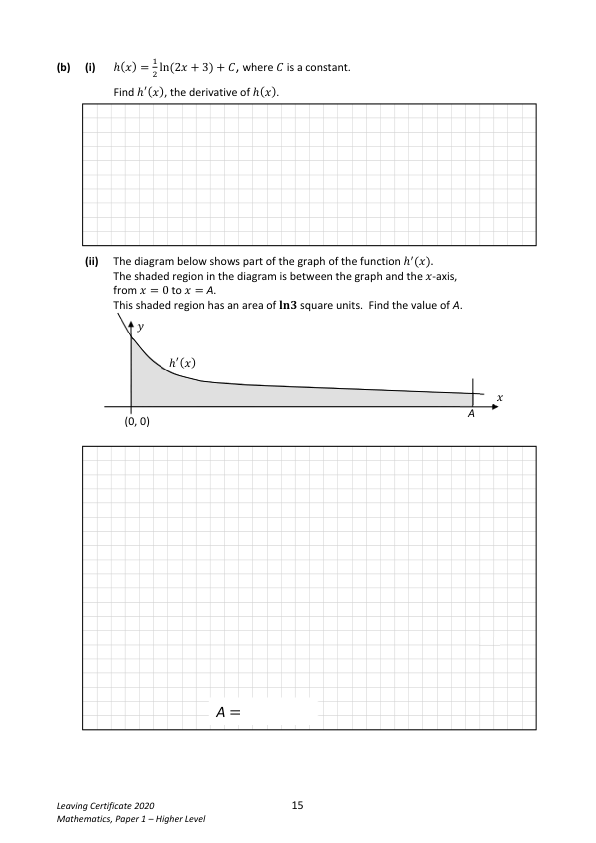 (b) (i) h(x) = 1/2 ln(2x + 3) + C, where C is a constant.
Find h′(x), the derivative of h(x).
(ii) The diagram below shows part of the graph of the function h′(x).
The shaded region in the diagram is between the graph and the x-axis,
from x = 0 to x = A.
This shaded region has an area of ln3 square units. Find the value of A.
y
h′(x)
x
(0, 0)
A
A =
Leaving Certificate 2020
15
Mathematics, Paper 1 – Higher Level